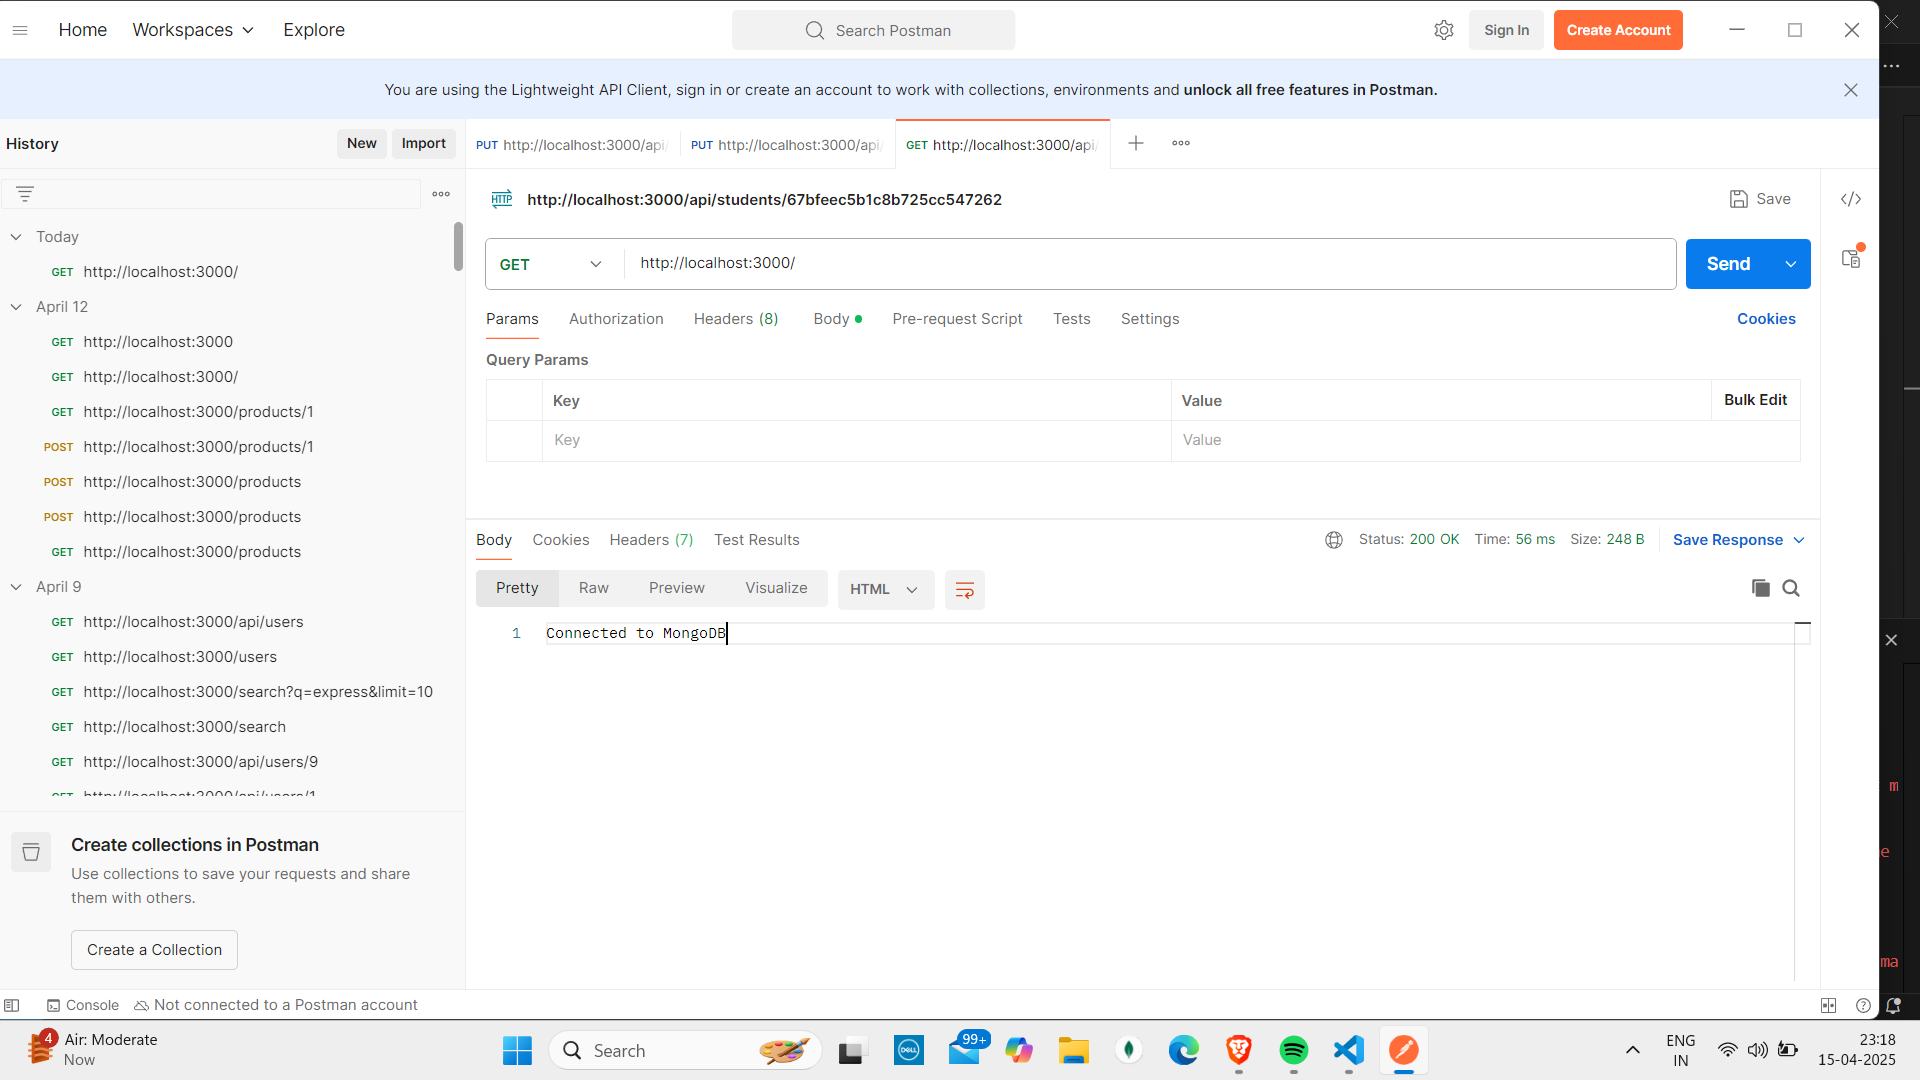 Home Workspaces Explore
Search Postman
Sign In Create Account
You are using the Lightweight API Client, sign in or create an account to work with collections, environments and unlock all free features in Postman.
History New Import
PUT http://localhost:3000/api/ PUT http://localhost:3000/api/ GET http://localhost:3000/api/
Today
GET http://localhost:3000/
April 12
GET http://localhost:3000
GET http://localhost:3000/
GET http://localhost:3000/products/1
POST http://localhost:3000/products/1
POST http://localhost:3000/products
POST http://localhost:3000/products
GET http://localhost:3000/products
April 9
GET http://localhost:3000/api/users
GET http://localhost:3000/users
GET http://localhost:3000/search?q=express&limit=10
GET http://localhost:3000/search
GET http://localhost:3000/api/users/9
GET http://localhost:3000/api/users/1
Create collections in Postman
Use collections to save your requests and share
them with others.
Create a Collection
HTTP http://localhost:3000/api/students/67bfeec5b1c8b725cc547262 Save
GET http://localhost:3000/ Send
Params Authorization Headers (8) Body Pre-request Script Tests Settings Cookies
Query Params
Key Value Bulk Edit
Key Value
Body Cookies Headers (7) Test Results Status: 200 OK Time: 56 ms Size: 248 B Save Response
Pretty Raw Preview Visualize HTML
1 Connected to MongoDB
m
e
ma
Console Not connected to a Postman account
4 Air: Moderate
Now
Search
DELL
99+
ENG
IN
23:18
15-04-2025